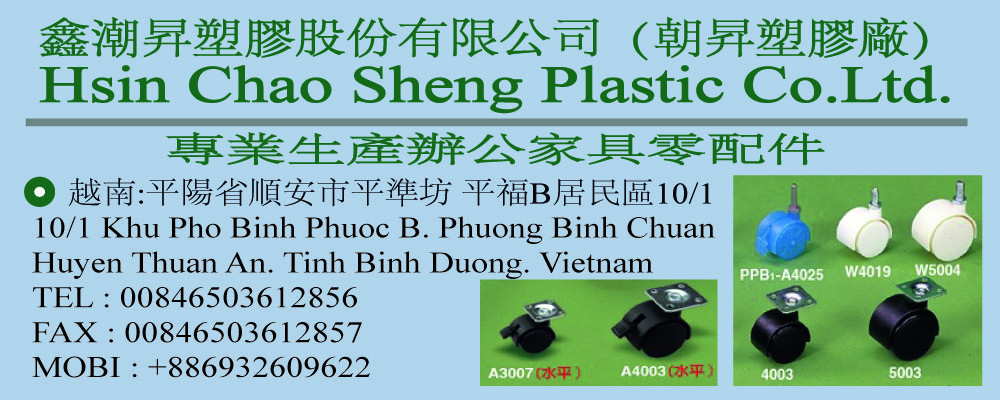 鑫潮昇塑膠股份有限公司 (朝昇塑膠廠)
Hsin Chao Sheng Plastic Co.Ltd.
專業生產辦公家具零配件
越南:平陽省順安市平準坊 平福B居民區10/1
10/1 Khu Pho Binh Phuoc B. Phuong Binh Chuan
Huyen Thuan An. Tinh Binh Duong. Vietnam
TEL : 00846503612856
FAX : 00846503612857
MOBI : +886932609622
A3007(水平)
A4003(水平)
PPB1-A4025
W4019
W5004
4003
5003